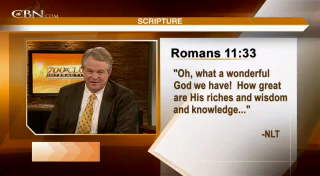 CBN.COM
SCRIPTURE
700 CLUB
INTERACTIVE
Romans 11:33
"Oh, what a wonderful
God we have! How great
are His riches and wisdom
and knowledge..."
-NLT